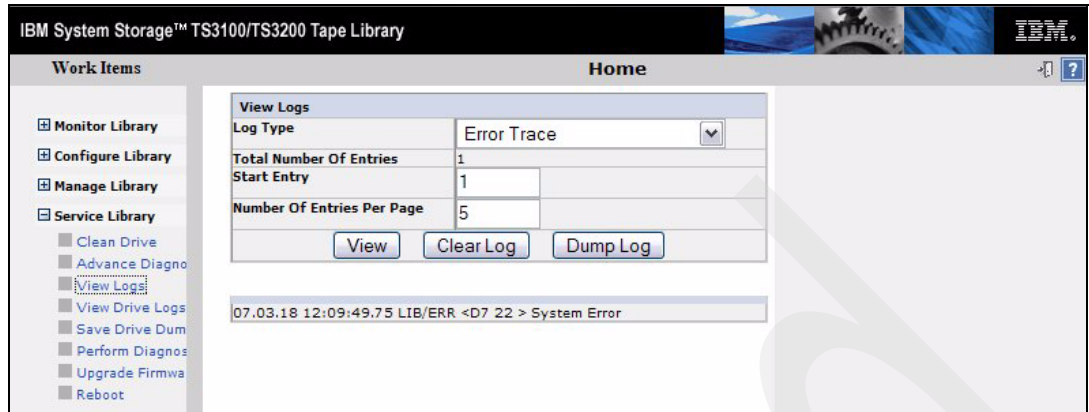 IBM System Storage™ TS3100/TS3200 Tape Library
IBM.
Work Items
Home
?
Monitor Library
Configure Library
Manage Library
Service Library
Clean Drive
Advance Diagno
View Logs
View Drive Logs
Save Drive Dum
Perform Diagnos
Upgrade Firmwa
Reboot
View Logs
Log Type Error Trace
Total Number Of Entries 1
Start Entry 1
Number Of Entries Per Page 5
View Clear Log Dump Log
07.03.18 12:09:49.75 LIB/ERR <D7 22 > System Error